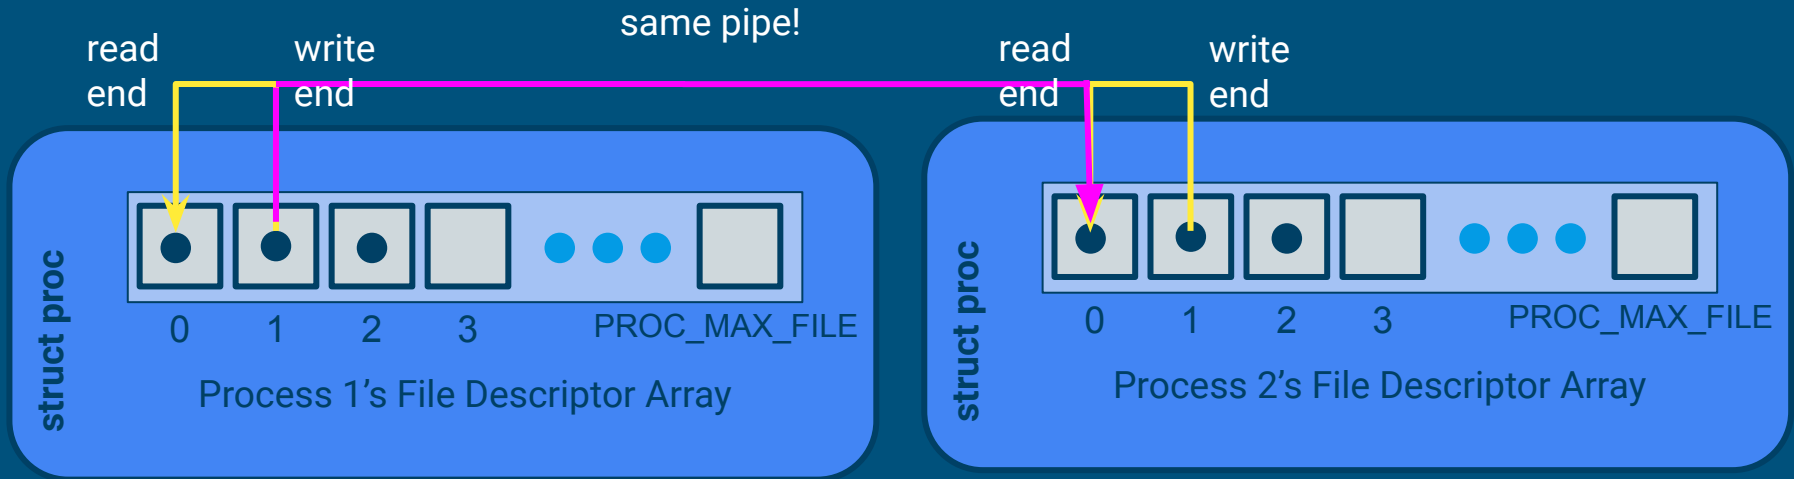 same pipe!
read
end
write
end
read
end
write
end
struct proc
0 1 2 3 PROC_MAX_FILE
Process 1’s File Descriptor Array
struct proc
0 1 2 3 PROC_MAX_FILE
Process 2’s File Descriptor Array